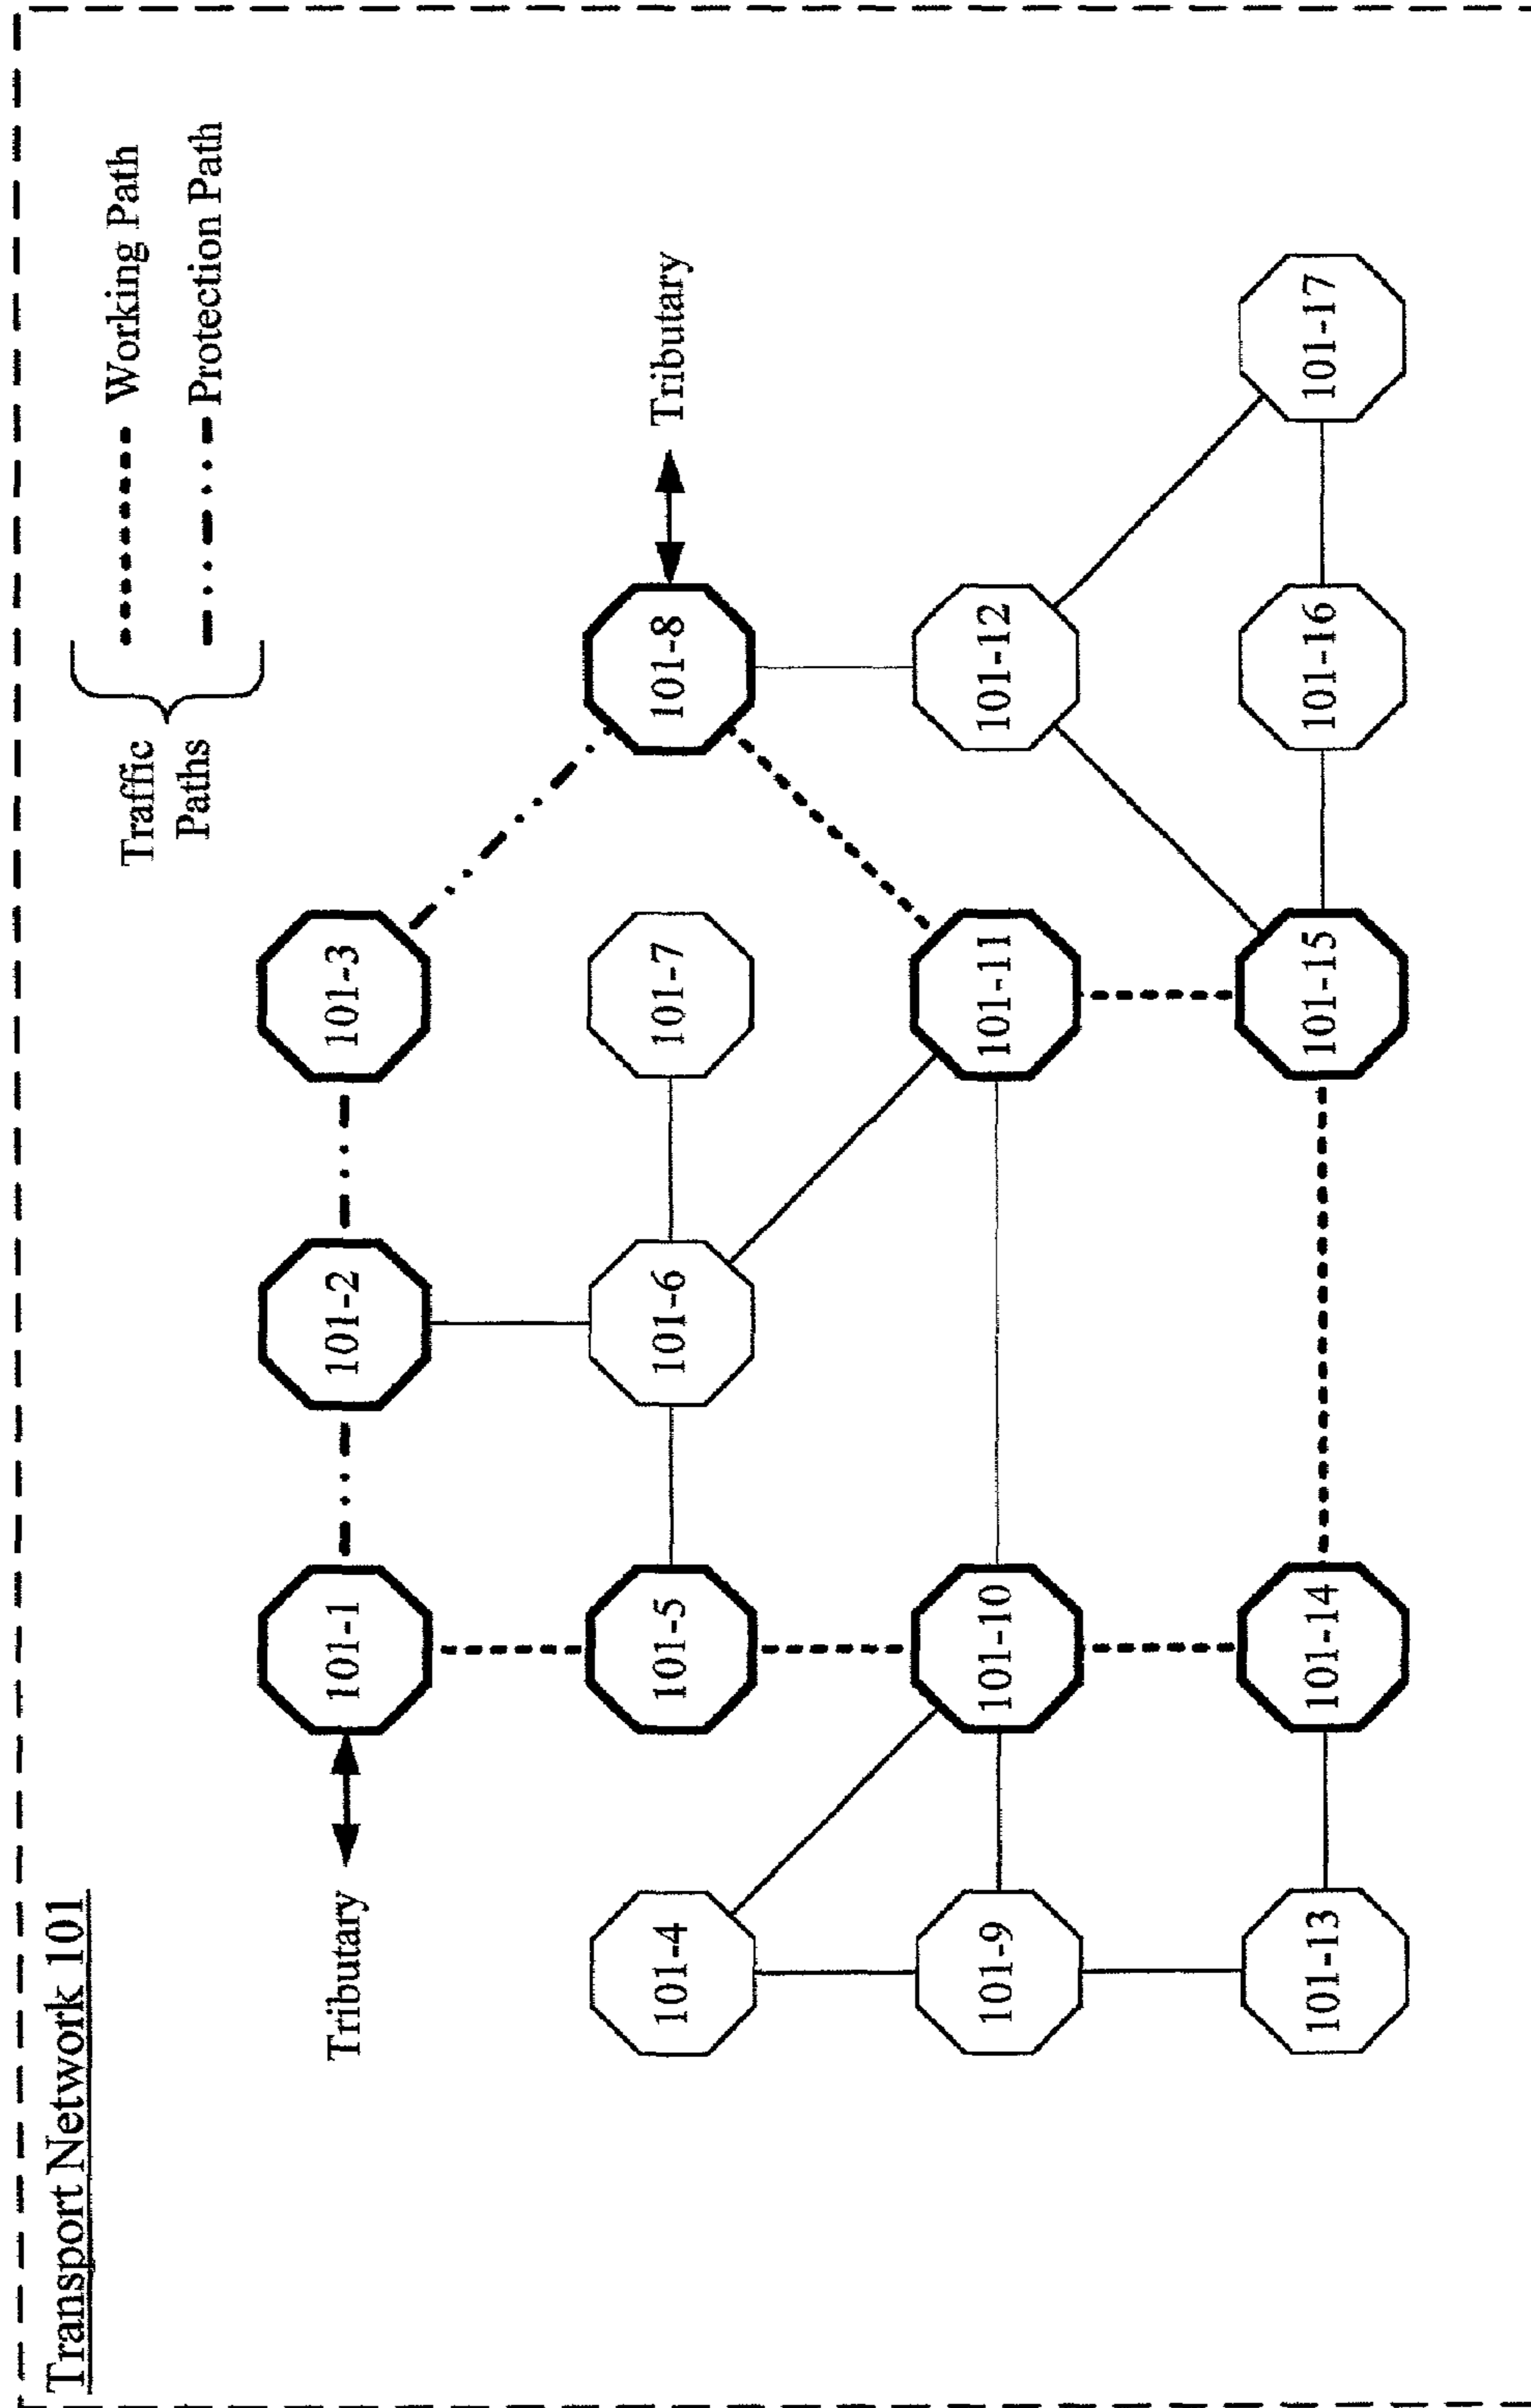 Transport Network 101
Traffic
Paths
Working Path
Protection Path
Tributary
101-1
101-2
101-3
101-4
101-5
101-6
101-7
101-8
Tributary
101-9
101-10
101-11
101-12
101-13
101-14
101-15
101-16
101-17